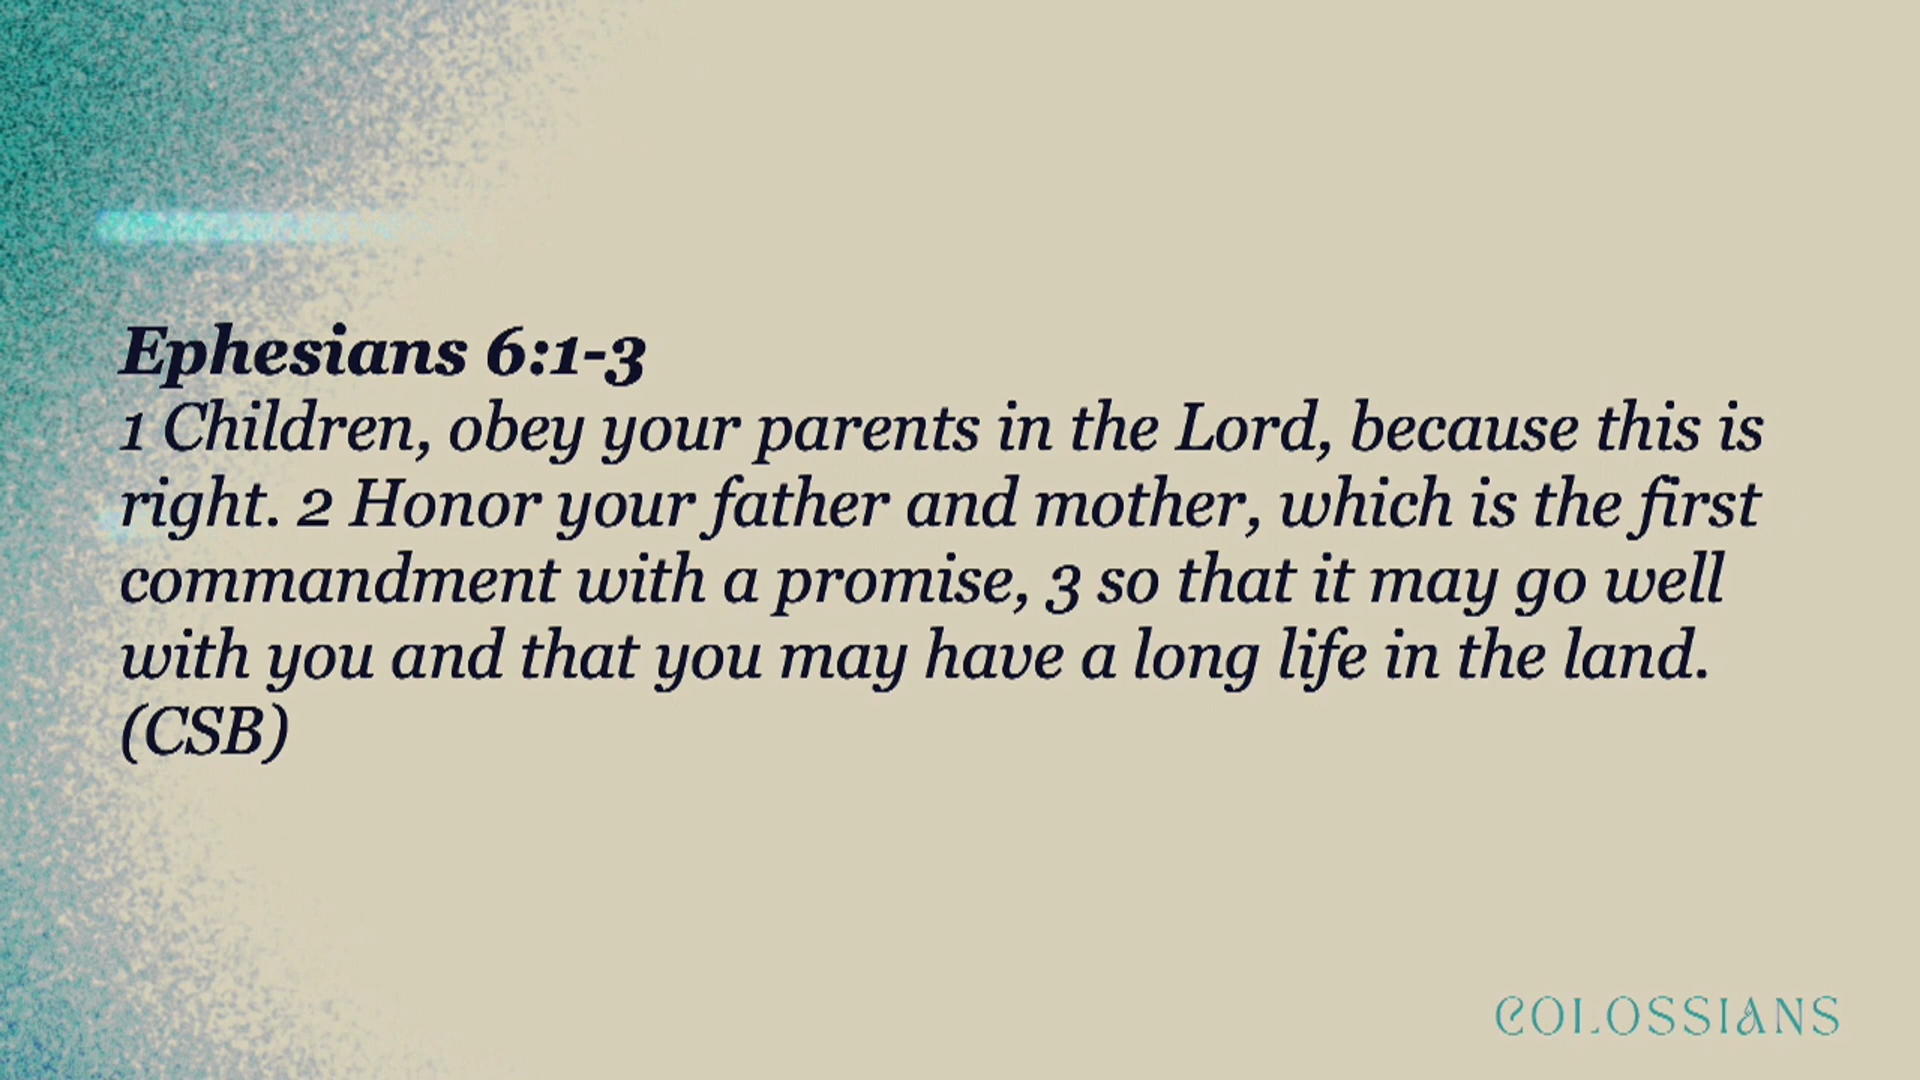 Ephesians 6:1-3
1 Children, obey your parents in the Lord, because this is
right. 2 Honor your father and mother, which is the first
commandment with a promise, 3 so that it may go well
with you and that you may have a long life in the land.
(CSB)
COLOSSIANS